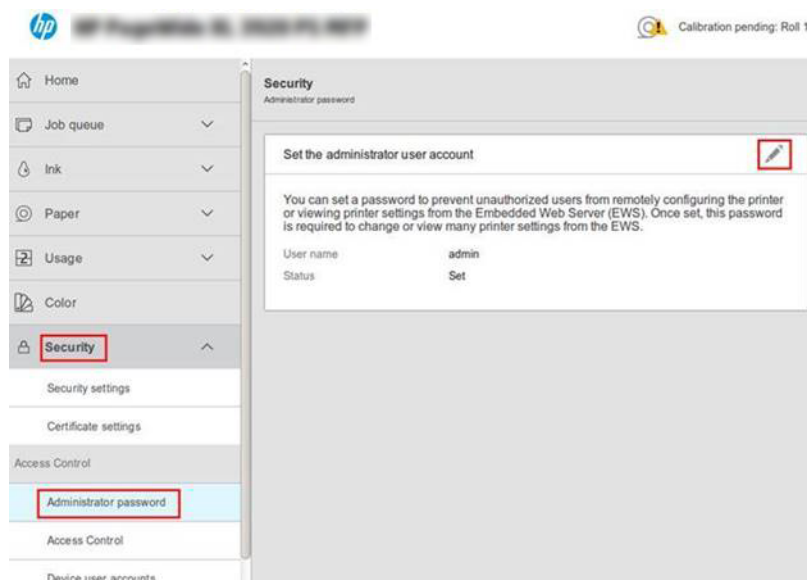 hp
Calibration pending: Roll 1
Home
Job queue
Ink
Paper
Usage
Color
Security
Security settings
Certificate settings
Access Control
Administrator password
Access Control
Device user accounts
Security
Administrator password
Set the administrator user account
You can set a password to prevent unauthorized users from remotely configuring the printer
or viewing printer settings from the Embedded Web Server (EWS). Once set, this password
is required to change or view many printer settings from the EWS.
User name admin
Status Set